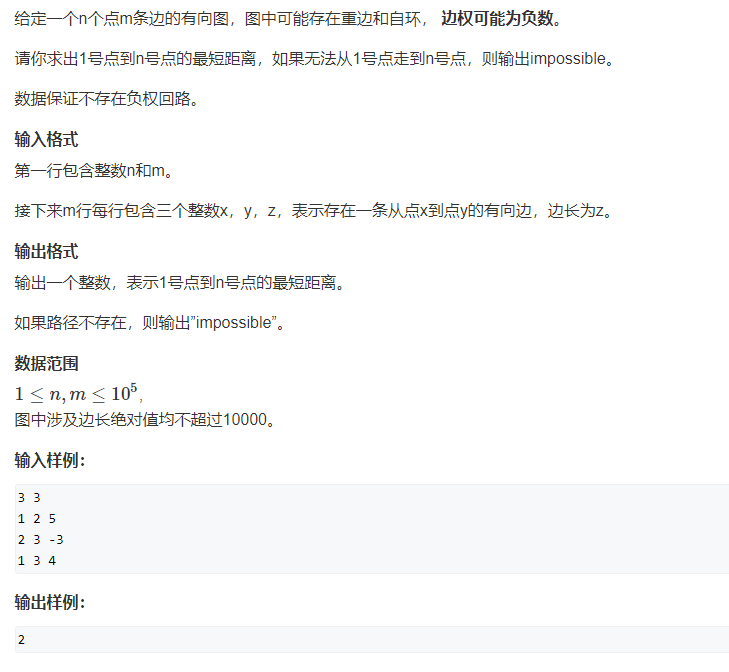 给定一个n个点m条边的有向图，图中可能存在重边和自环， 边权可能为负数。
请你求出1号点到n号点的最短距离，如果无法从1号点走到n号点，则输出impossible。
数据保证不存在负权回路。
输入格式
第一行包含整数n和m。
接下来m行每行包含三个整数x，y，z，表示存在一条从点x到点y的有向边，边长为z。
输出格式
输出一个整数，表示1号点到n号点的最短距离。
如果路径不存在，则输出”impossible”。
数据范围
1 ≤ n, m ≤ 10⁵,
图中涉及边长绝对值均不超过10000。
输入样例：
3 3
1 2 5
2 3 -3
1 3 4
输出样例：
2